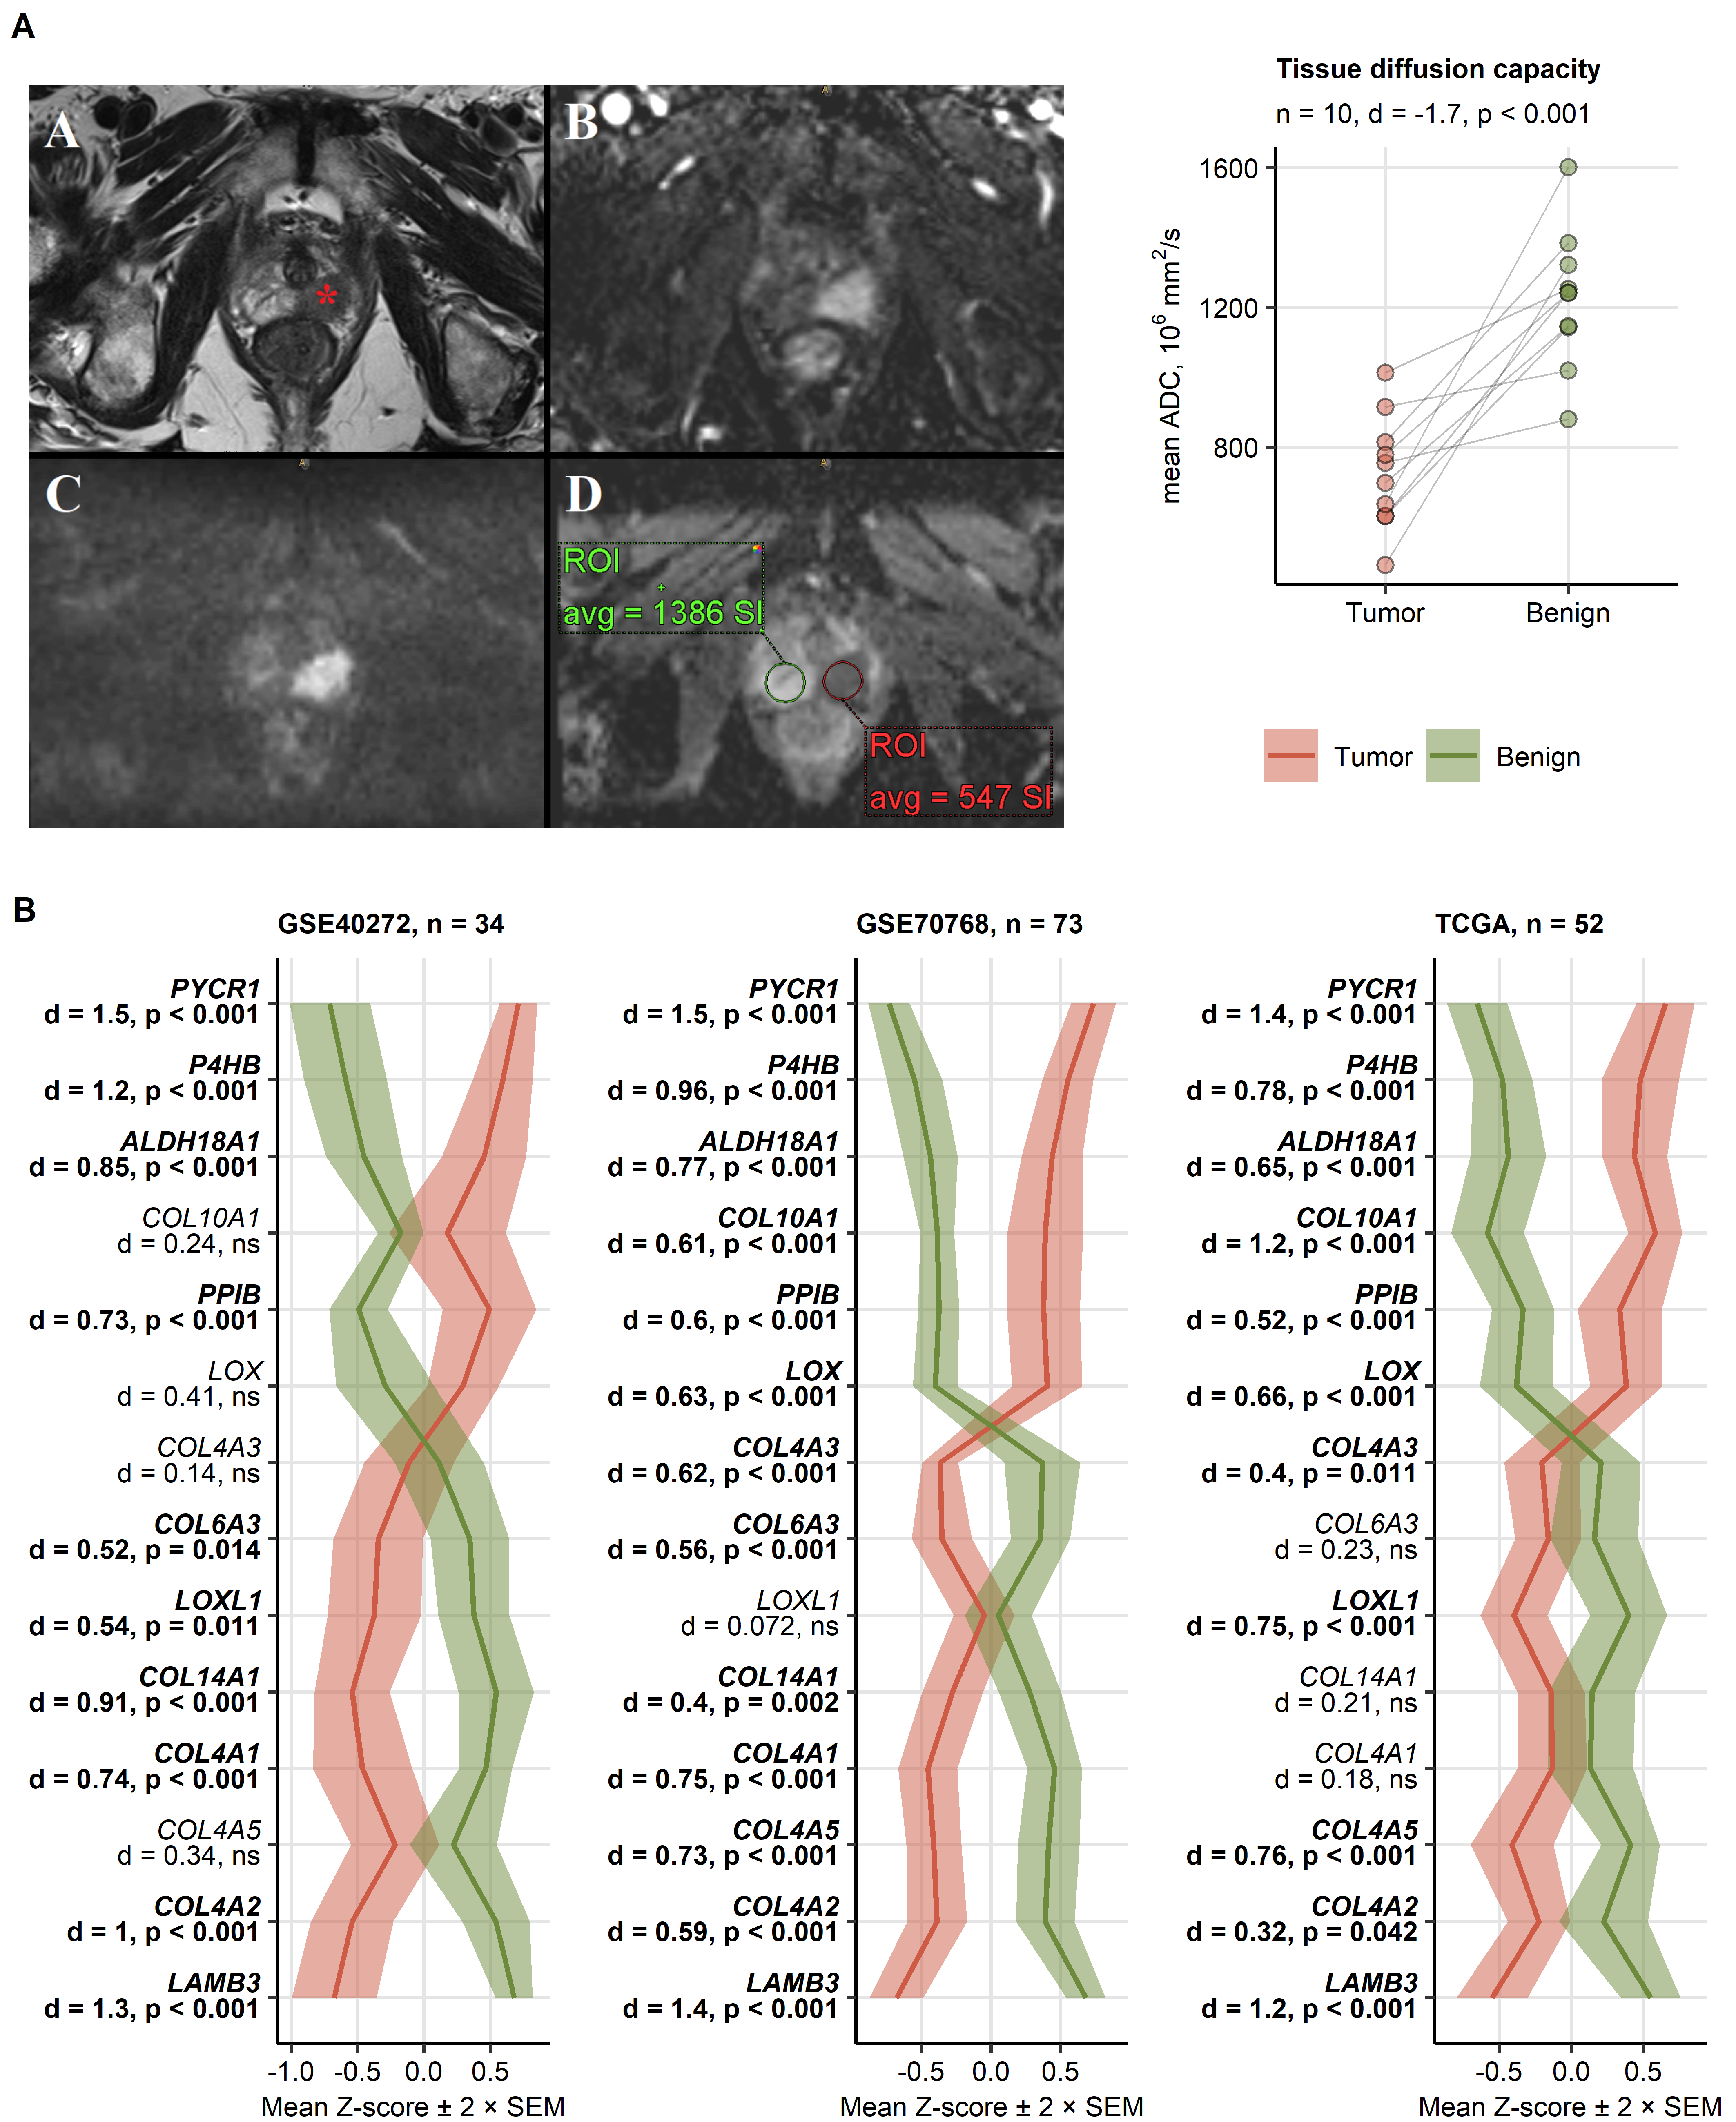 A
A
B
*
C
D
A
A
A
ROI
avg = 1386 SI
ROI
avg = 547 SI
Tissue diffusion capacity
n = 10, d = -1.7, p < 0.001
mean ADC, 10⁶ mm²/s
1600
1200
800
Tumor
Benign
Tumor
Benign
B
GSE40272, n = 34
PYCR1
d = 1.5, p < 0.001
P4HB
d = 1.2, p < 0.001
ALDH18A1
d = 0.85, p < 0.001
COL10A1
d = 0.24, ns
PPIB
d = 0.73, p < 0.001
LOX
d = 0.41, ns
COL4A3
d = 0.14, ns
COL6A3
d = 0.52, p = 0.014
LOXL1
d = 0.54, p = 0.011
COL14A1
d = 0.91, p < 0.001
COL4A1
d = 0.74, p < 0.001
COL4A5
d = 0.34, ns
COL4A2
d = 1, p < 0.001
LAMB3
d = 1.3, p < 0.001
-1.0 -0.5 0.0 0.5
Mean Z-score ± 2 × SEM
GSE70768, n = 73
PYCR1
d = 1.5, p < 0.001
P4HB
d = 0.96, p < 0.001
ALDH18A1
d = 0.77, p < 0.001
COL10A1
d = 0.61, p < 0.001
PPIB
d = 0.6, p < 0.001
LOX
d = 0.63, p < 0.001
COL4A3
d = 0.62, p < 0.001
COL6A3
d = 0.56, p < 0.001
LOXL1
d = 0.072, ns
COL14A1
d = 0.4, p = 0.002
COL4A1
d = 0.75, p < 0.001
COL4A5
d = 0.73, p < 0.001
COL4A2
d = 0.59, p < 0.001
LAMB3
d = 1.4, p < 0.001
-0.5 0.0 0.5
Mean Z-score ± 2 × SEM
TCGA, n = 52
PYCR1
d = 1.4, p < 0.001
P4HB
d = 0.78, p < 0.001
ALDH18A1
d = 0.65, p < 0.001
COL10A1
d = 1.2, p < 0.001
PPIB
d = 0.52, p < 0.001
LOX
d = 0.66, p < 0.001
COL4A3
d = 0.4, p = 0.011
COL6A3
d = 0.23, ns
LOXL1
d = 0.75, p < 0.001
COL14A1
d = 0.21, ns
COL4A1
d = 0.18, ns
COL4A5
d = 0.76, p < 0.001
COL4A2
d = 0.32, p = 0.042
LAMB3
d = 1.2, p < 0.001
-0.5 0.0 0.5
Mean Z-score ± 2 × SEM